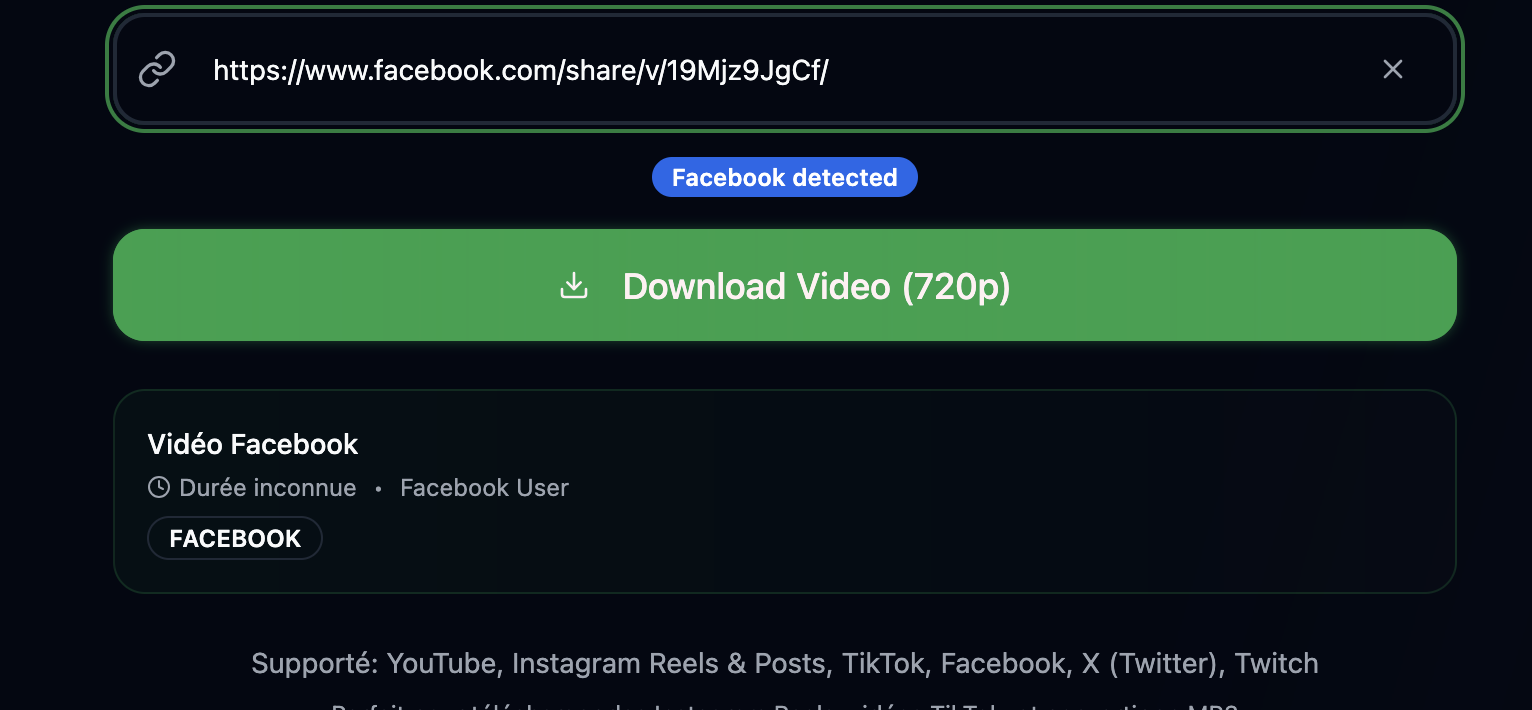 https://www.facebook.com/share/v/19Mjz9JgCf/
Facebook detected
Download Video (720p)
Vidéo Facebook
Durée inconnue • Facebook User
FACEBOOK
Supporté: YouTube, Instagram Reels & Posts, TikTok, Facebook, X (Twitter), Twitch